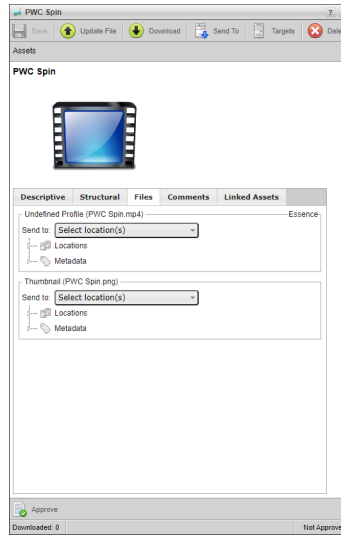 PWC Spin
?
Save Update File Download Send To Targets Dele
Assets
PWC Spin
Descriptive Structural Files Comments Linked Assets
Undefined Profile (PWC Spin.mp4) Essence
Send to: Select location(s)
Locations
Metadata
Thumbnail (PWC Spin.png)
Send to: Select location(s)
Locations
Metadata
Approve
Downloaded: 0 Not Approve